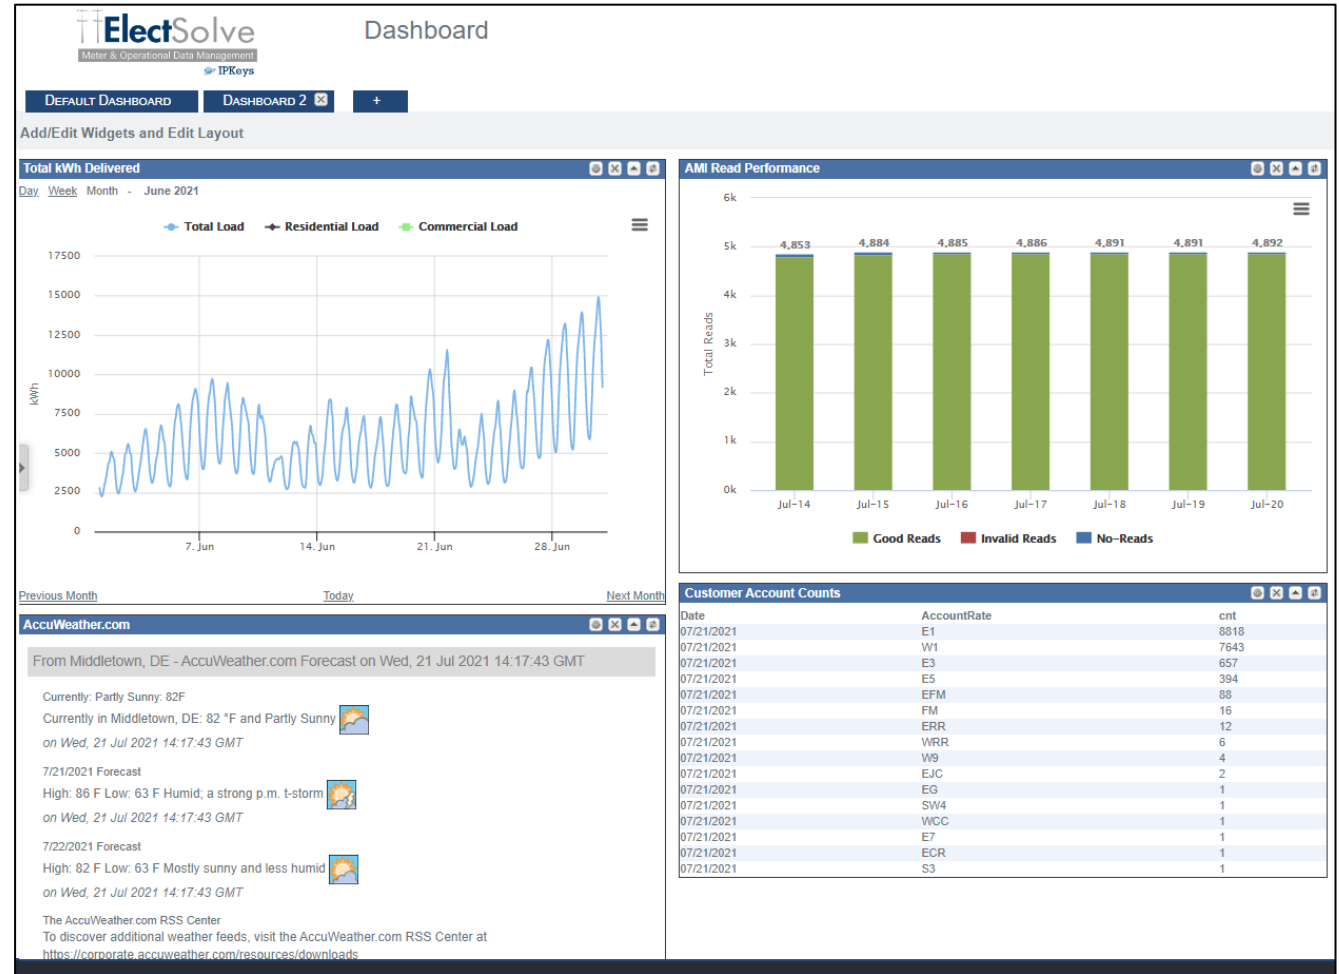 ElectSolve
Meter & Operational Data Management
IPKeys
Dashboard
DEFAULT DASHBOARD
DASHBOARD 2
+
Add/Edit Widgets and Edit Layout
Total kWh Delivered
Day Week Month - June 2021
Total Load Residential Load Commercial Load
17500
15000
12500
10000
7500
5000
2500
0
kWh
7. Jun 14. Jun 21. Jun 28. Jun
Previous Month Today Next Month
AccuWeather.com
From Middletown, DE - AccuWeather.com Forecast on Wed, 21 Jul 2021 14:17:43 GMT
Currently: Partly Sunny: 82F
Currently in Middletown, DE: 82 °F and Partly Sunny
on Wed, 21 Jul 2021 14:17:43 GMT
7/21/2021 Forecast
High: 86 F Low: 63 F Humid; a strong p.m. t-storm
on Wed, 21 Jul 2021 14:17:43 GMT
7/22/2021 Forecast
High: 82 F Low: 63 F Mostly sunny and less humid
on Wed, 21 Jul 2021 14:17:43 GMT
The AccuWeather.com RSS Center
To discover additional weather feeds, visit the AccuWeather.com RSS Center at
https://corporate.accuweather.com/resources/downloads
AMI Read Performance
6k
5k
4k
3k
2k
1k
0k
Total Reads
4,853 4,884 4,885 4,886 4,891 4,891 4,892
Jul-14 Jul-15 Jul-16 Jul-17 Jul-18 Jul-19 Jul-20
Good Reads Invalid Reads No-Reads
Customer Account Counts
Date AccountRate cnt
07/21/2021 E1 8818
07/21/2021 W1 7643
07/21/2021 E3 657
07/21/2021 E5 394
07/21/2021 EFM 88
07/21/2021 FM 16
07/21/2021 ERR 12
07/21/2021 WRR 6
07/21/2021 W9 4
07/21/2021 EJC 2
07/21/2021 EG 1
07/21/2021 SW4 1
07/21/2021 WCC 1
07/21/2021 E7 1
07/21/2021 ECR 1
07/21/2021 S3 1